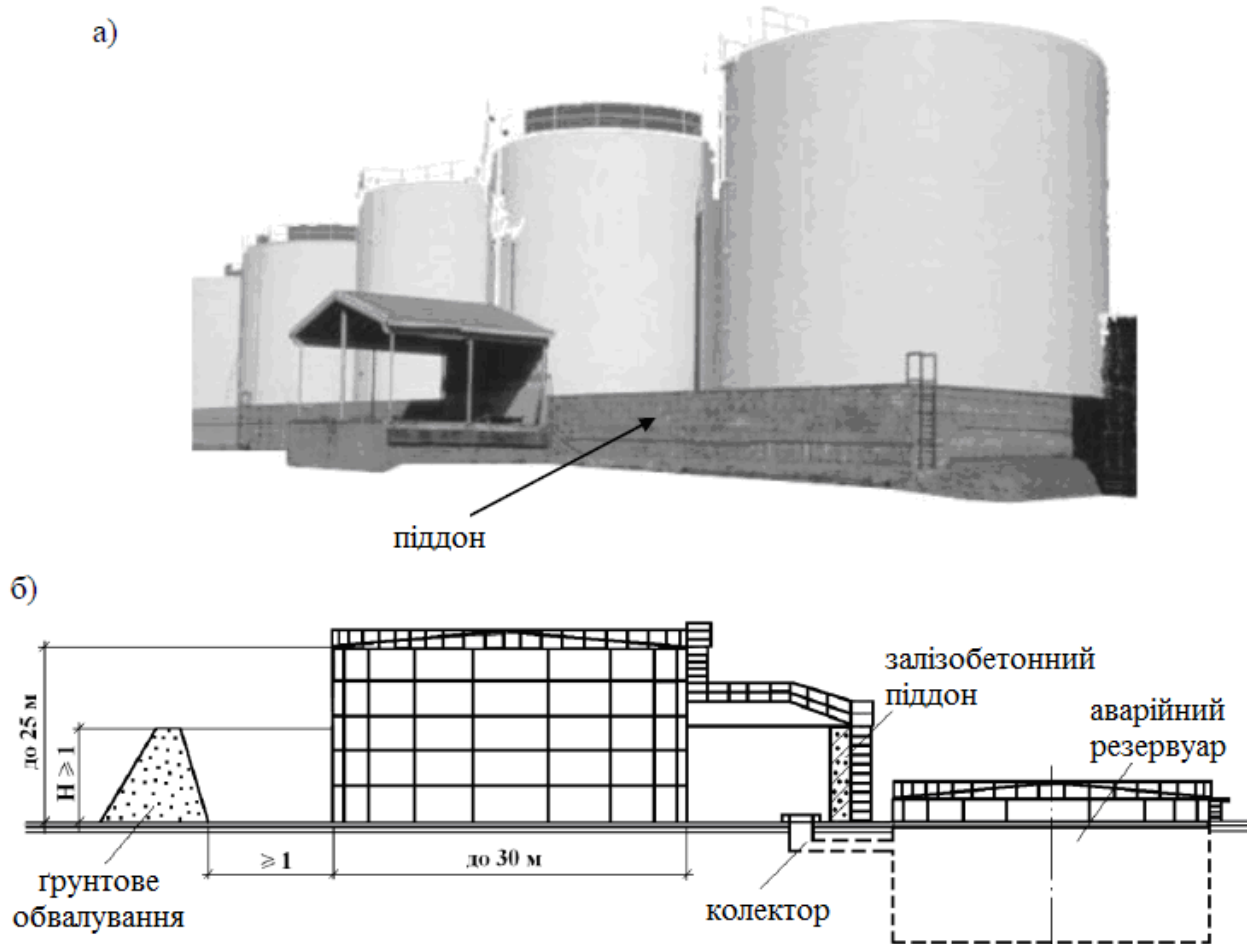 а)
піддон
б)
залізобетонний
піддон
аварійний
резервуар
до 25 м
H ⩾ 1
⩾ 1
до 30 м
ґрунтове
обвалування
колектор